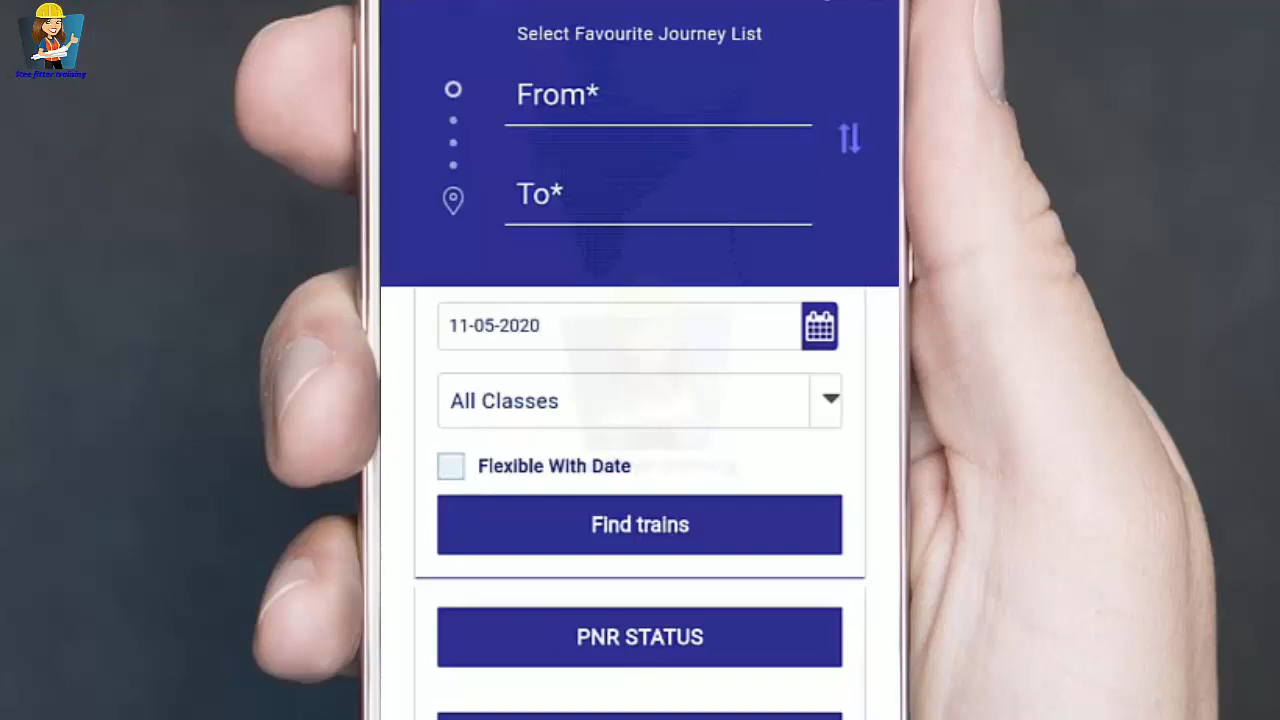 Stee fitter training
Select Favourite Journey List
From*
To*
11-05-2020
All Classes
Flexible With Date
Find trains
PNR STATUS